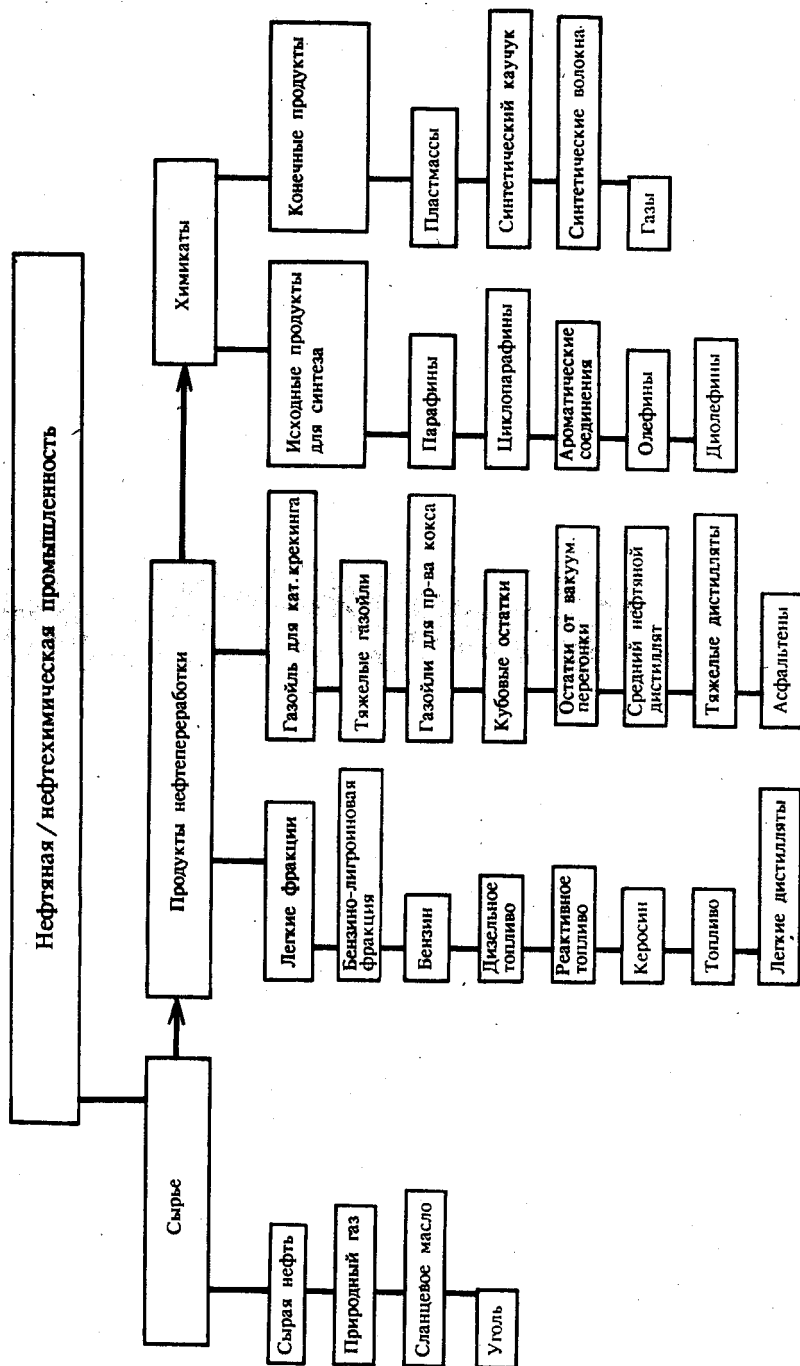 Нефтяная / нефтехимическая промышленность
Сырье
Сырая нефть
Природный газ
Сланцевое масло
Уголь
Продукты нефтепереработки
Легкие фракции
Бензино-лигроиновая
фракция
Бензин
Дизельное
топливо
Реактивное
топливо
Керосин
Топливо
Легкие дистилляты
Газойль для кат. крекинга
Тяжелые газойли
Газойли для пр-ва кокса
Кубовые остатки
Остатки от вакуум.
перегонки
Средний нефтяной
дистиллят
Тяжелые дистилляты
Асфальтены
Химикаты
Исходные продукты
для синтеза
Парафины
Циклопарафины
Ароматические
соединения
Олефины
Диолефины
Конечные продукты
Пластмассы
Синтетический каучук
Синтетические волокна
Газы